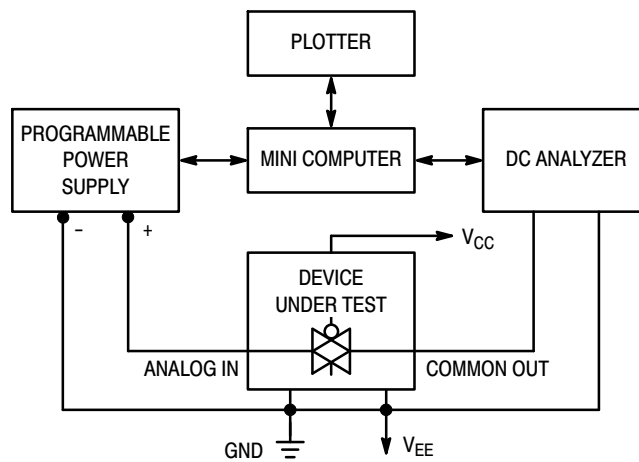 PLOTTER
PROGRAMMABLE
POWER
SUPPLY
MINI COMPUTER
DC ANALYZER
– +
VCC
DEVICE
UNDER TEST
ANALOG IN
COMMON OUT
GND
VEE